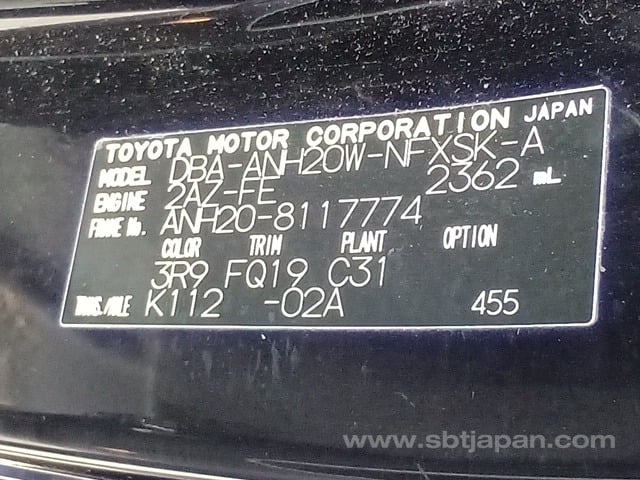 TOYOTA MOTOR CORPORATION JAPAN
MODEL DBA-ANH20W-NFXSK-A
ENGINE 2AZ-FE 2362 mL
FRAME No. ANH20-8117774
COLOR TRIM PLANT OPTION
3R9 FQ19 C31
TRANS./AXLE K112 -02A 455
www.sbtjapan.com